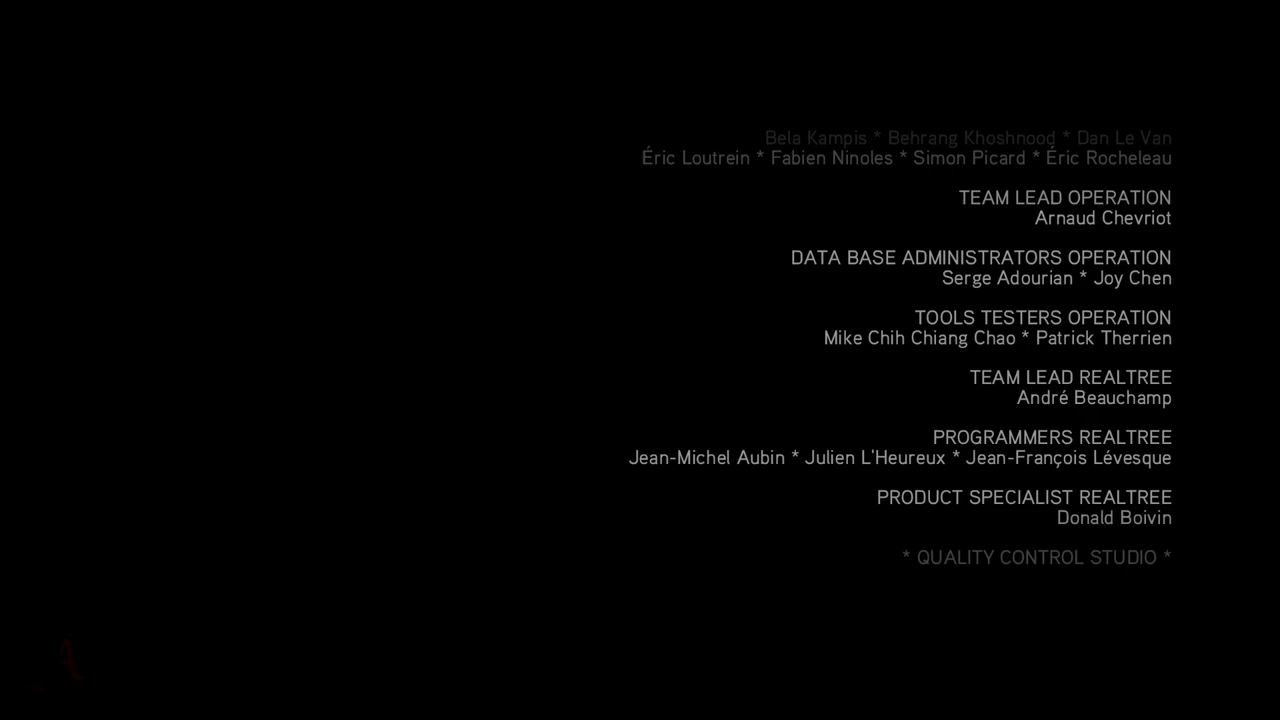 Bela Kampis * Behrang Khoshnood * Dan Le Van
Éric Loutrein * Fabien Ninoles * Simon Picard * Éric Rocheleau
TEAM LEAD OPERATION
Arnaud Chevriot
DATA BASE ADMINISTRATORS OPERATION
Serge Adourian * Joy Chen
TOOLS TESTERS OPERATION
Mike Chih Chiang Chao * Patrick Therrien
TEAM LEAD REALTREE
André Beauchamp
PROGRAMMERS REALTREE
Jean-Michel Aubin * Julien L'Heureux * Jean-François Lévesque
PRODUCT SPECIALIST REALTREE
Donald Boivin
* QUALITY CONTROL STUDIO *